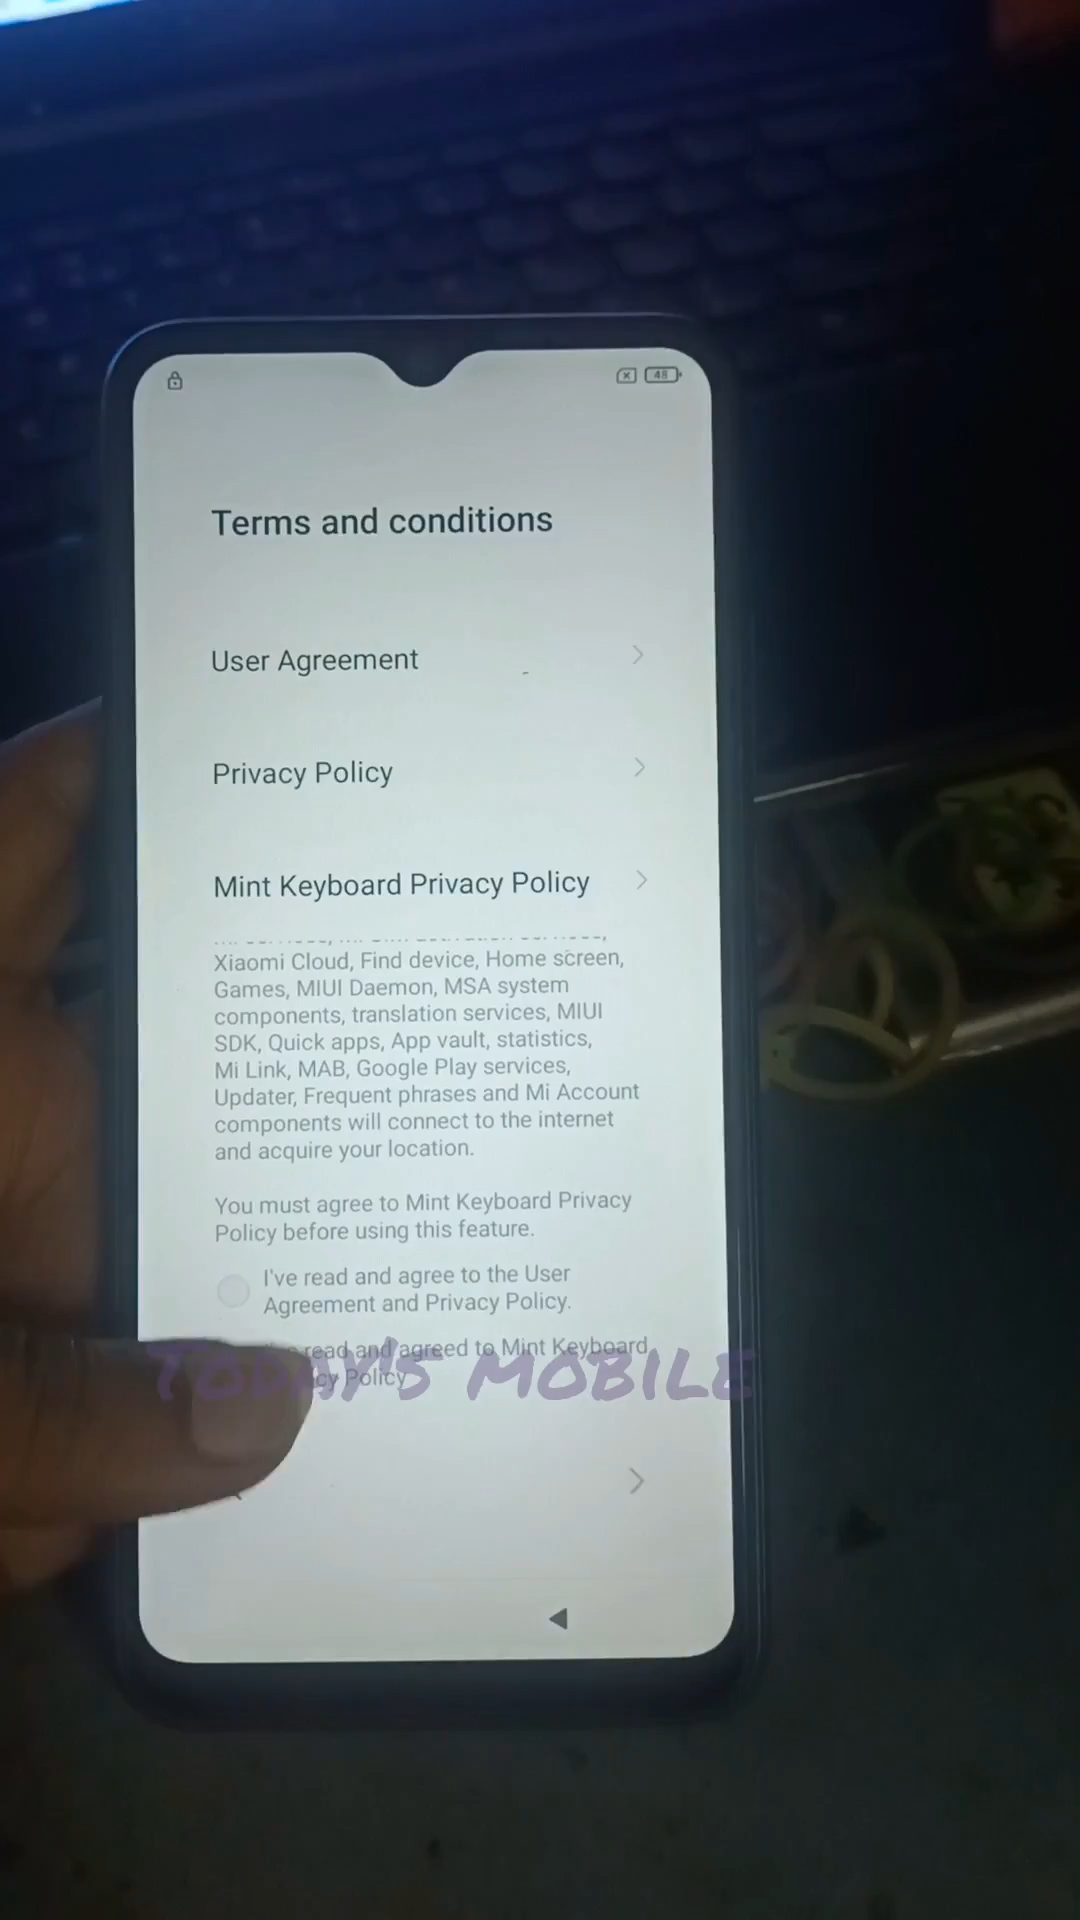 48
Terms and conditions
User Agreement
Privacy Policy
Mint Keyboard Privacy Policy
Xiaomi Cloud, Find device, Home screen,
Games, MIUI Daemon, MSA system
components, translation services, MIUI
SDK, Quick apps, App vault, statistics,
Mi Link, MAB, Google Play services,
Updater, Frequent phrases and Mi Account
components will connect to the internet
and acquire your location.
You must agree to Mint Keyboard Privacy
Policy before using this feature.
I've read and agree to the User
Agreement and Privacy Policy.
read and agreed to Mint Keyboard
Policy
TODAY'S MOBILE